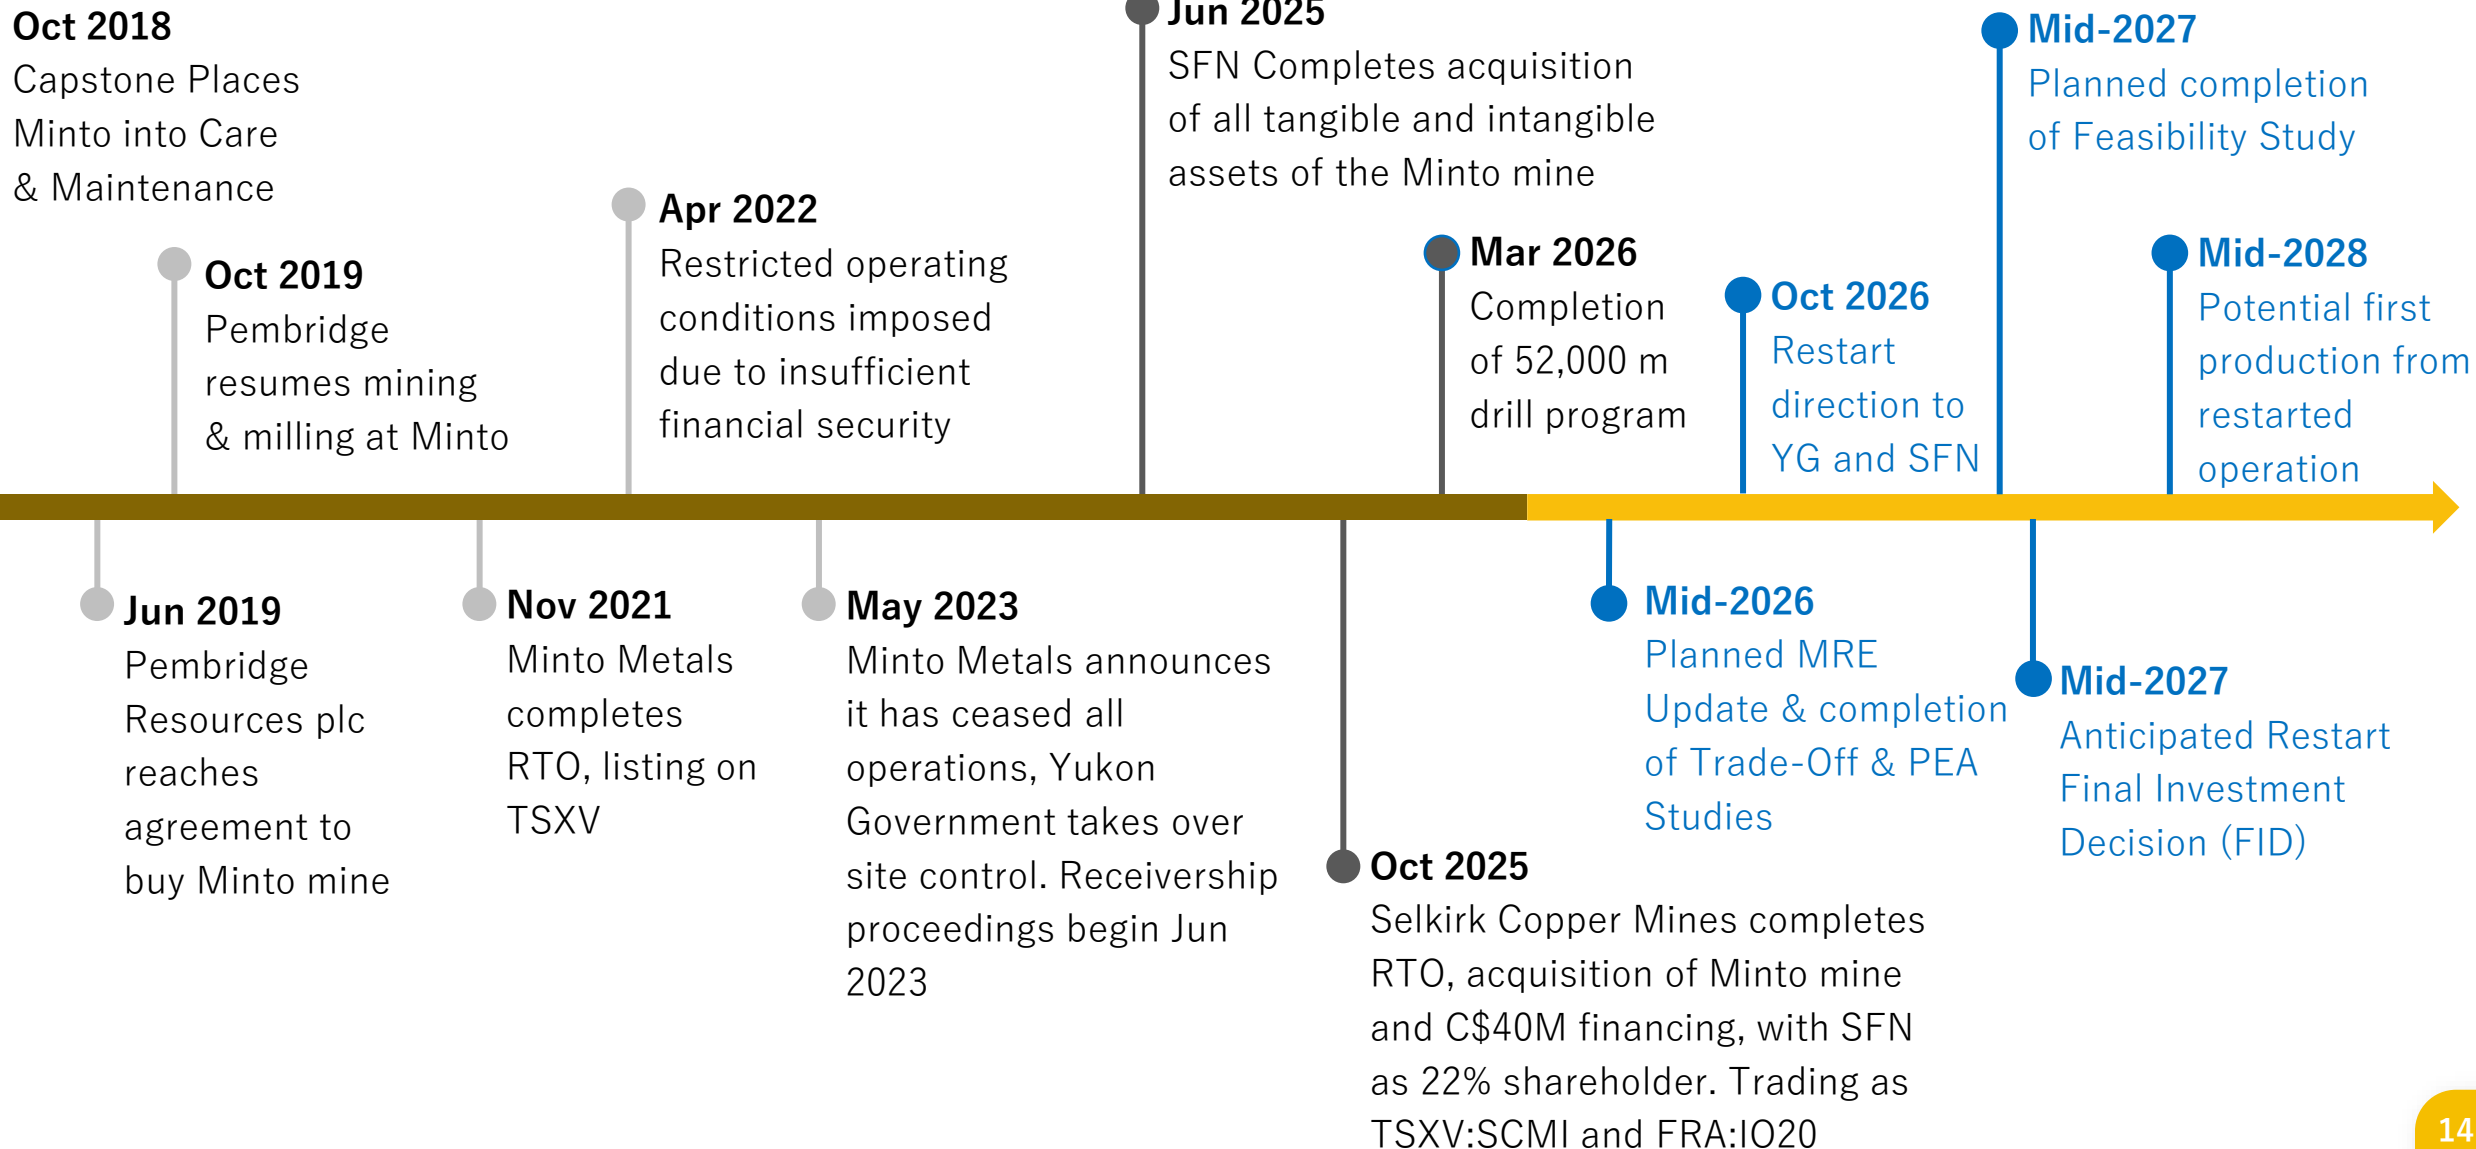 Oct 2018
Capstone Places
Minto into Care
& Maintenance
Oct 2019
Pembridge
resumes mining
& milling at Minto
Apr 2022
Restricted operating
conditions imposed
due to insufficient
financial security
Jun 2025
SFN Completes acquisition
of all tangible and intangible
assets of the Minto mine
Mar 2026
Completion
of 52,000 m
drill program
Oct 2026
Restart
direction to
YG and SFN
Mid-2027
Planned completion
of Feasibility Study
Mid-2028
Potential first
production from
restarted
operation
Jun 2019
Pembridge
Resources plc
reaches
agreement to
buy Minto mine
Nov 2021
Minto Metals
completes
RTO, listing on
TSXV
May 2023
Minto Metals announces
it has ceased all
operations, Yukon
Government takes over
site control. Receivership
proceedings begin Jun
2023
Oct 2025
Selkirk Copper Mines completes
RTO, acquisition of Minto mine
and C$40M financing, with SFN
as 22% shareholder. Trading as
TSXV:SCMI and FRA:IO20
Mid-2026
Planned MRE
Update & completion
of Trade-Off & PEA
Studies
Mid-2027
Anticipated Restart
Final Investment
Decision (FID)
14